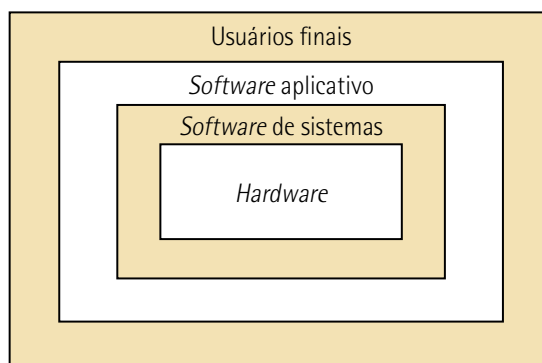 Usuários finais
Software aplicativo
Software de sistemas
Hardware